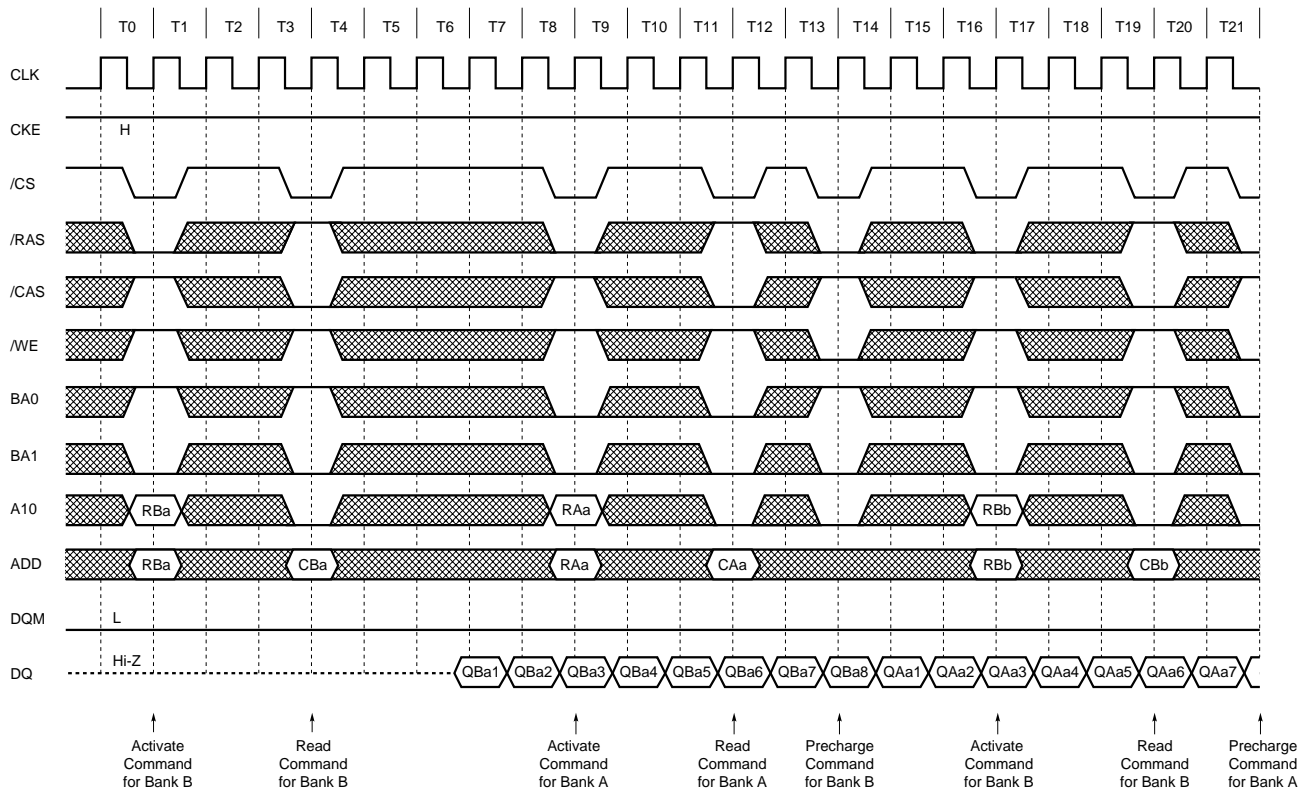 T0 T1 T2 T3 T4 T5 T6 T7 T8 T9 T10 T11 T12 T13 T14 T15 T16 T17 T18 T19 T20 T21
CLK
CKE H
/CS
/RAS
/CAS
/WE
BA0
BA1
A10 RBa RAa RBb
ADD RBa CBa RAa CAa RBb CBb
DQM L
DQ Hi-Z QBa1 QBa2 QBa3 QBa4 QBa5 QBa6 QBa7 QBa8 QAa1 QAa2 QAa3 QAa4 QAa5 QAa6 QAa7
Activate
Command
for Bank B
Read
Command
for Bank B
Activate
Command
for Bank A
Read
Command
for Bank A
Precharge
Command
for Bank B
Activate
Command
for Bank B
Read
Command
for Bank B
Precharge
Command
for Bank A